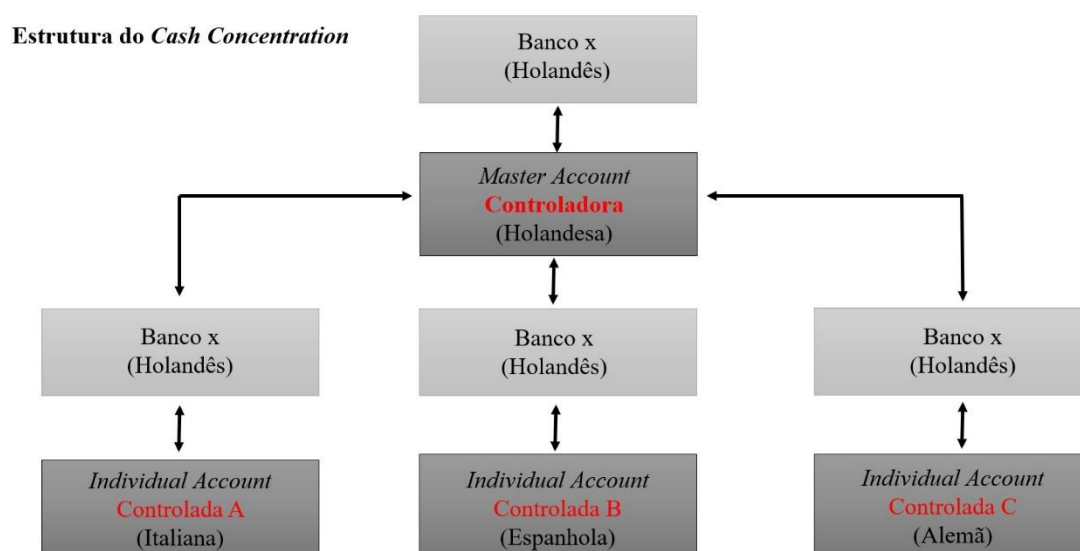 Estrutura do Cash Concentration
Banco x
(Holandês)
Master Account
Controladora
(Holandesa)
Banco x
(Holandês)
Banco x
(Holandês)
Banco x
(Holandês)
Individual Account
Controlada A
(Italiana)
Individual Account
Controlada B
(Espanhola)
Individual Account
Controlada C
(Alemã)